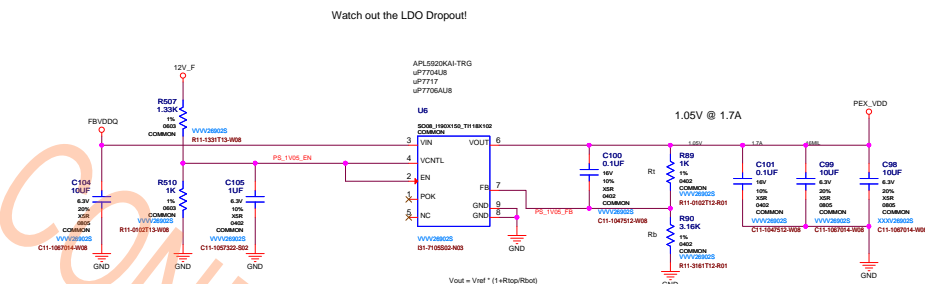 Watch out the LDO Dropout!
APL5920KAI-TRG
uP7704U8
uP7717
uP7706AU8
12V_F
R507
1.33K
1%
0603
COMMON
VVVV26902S
R11-1331T13-W08
FBVDDQ
U6
SO08_I190X150_TI118X102
COMMON
3 VIN VOUT 6
4 VCNTL
2 EN
1 POK
5 NC
FB 7
GND 9
GND 8
VVVV26902S
I31-7105S02-N03
PS_1V05_EN
PS_1V05_FB
C104
10UF
6.3V
20%
X5R
0805
COMMON
VVVV26902S
C11-1067014-W08
GND
R510
1K
1%
0603
COMMON
VVVV26902S
R11-0102T13-W08
GND
C105
1UF
6.3V
10%
X5R
0402
COMMON
VVVV26902S
C11-1057322-S02
GND
GND
1.05V @ 1.7A
PEX_VDD
1.05V
1.7A
16MIL
C100
0.1UF
16V
10%
X5R
0402
COMMON
VVVV26902S
C11-1047512-W08
Rt
R89
1K
1%
0402
COMMON
VVVV26902S
R11-0102T12-R01
Rb
R90
3.16K
1%
0402
COMMON
VVVV26902S
R11-3161T12-R01
GND
C101
0.1UF
16V
10%
X5R
0402
COMMON
VVVV26902S
C11-1047512-W08
C99
10UF
6.3V
20%
X5R
0805
COMMON
VVVV26902S
C11-1067014-W08
C98
10UF
6.3V
20%
X5R
0805
COMMON
XXXV26902S
C11-1067014-W08
GND
Vout = Vref * (1+Rtop/Rbot)